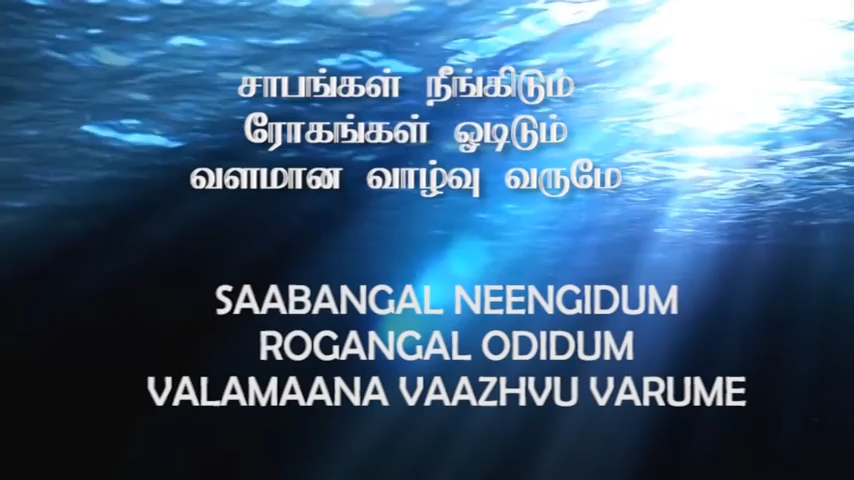 சாபங்கள் நீங்கிடும்
ரோகங்கள் ஓடிடும்
வளமான வாழ்வு வருமே
SAABANGAL NEENGIDUM
ROGANGAL ODIDUM
VALAMAANA VAAZHVU VARUME